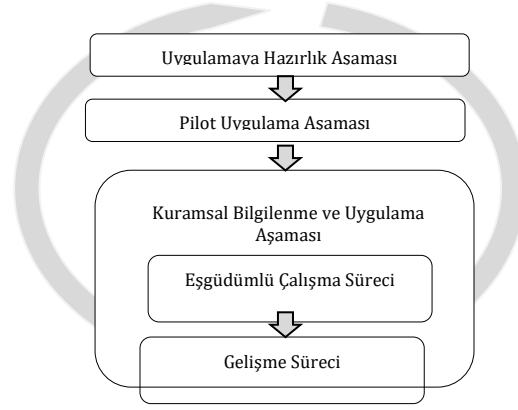 Uygulamaya Hazırlık Aşaması
Pilot Uygulama Aşaması
Kuramsal Bilgilenme ve Uygulama
Aşaması
Eşgüdümlü Çalışma Süreci
Gelişme Süreci